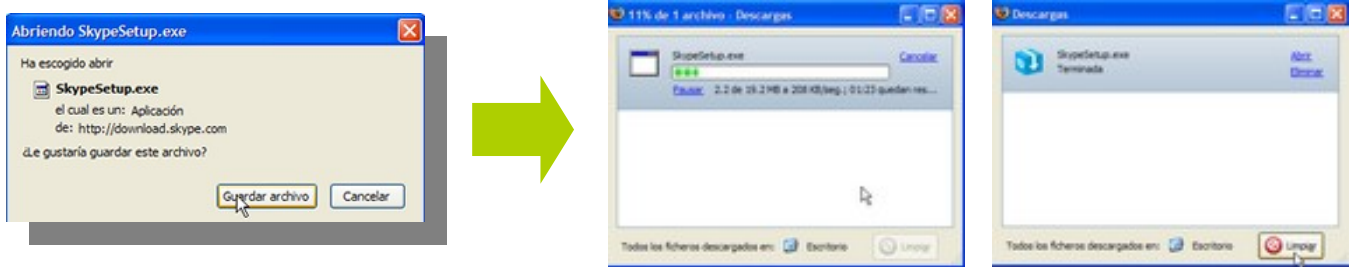 Abriendo SkypeSetup.exe
Ha escogido abrir
SkypeSetup.exe
el cual es un: Aplicación
de: http://download.skype.com
¿Le gustaría guardar este archivo?
Guardar archivo Cancelar
11% de 1 archivo - Descargas
SkypeSetup.exe Cancelar
Pausar 2.2 de 19.2 MB a 208 KB/seg.; 01:23 quedan res...
Todos los ficheros descargados en: Escritorio Limpiar
Descargas
SkypeSetup.exe Abrir
Terminada Eliminar
Todos los ficheros descargados en: Escritorio Limpiar